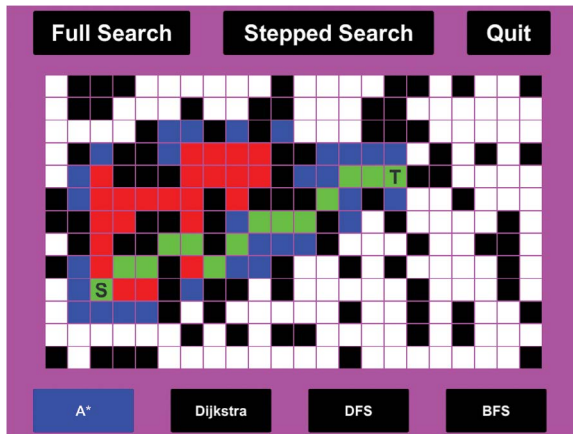 Full Search
Stepped Search
Quit
T
S
A*
Dijkstra
DFS
BFS